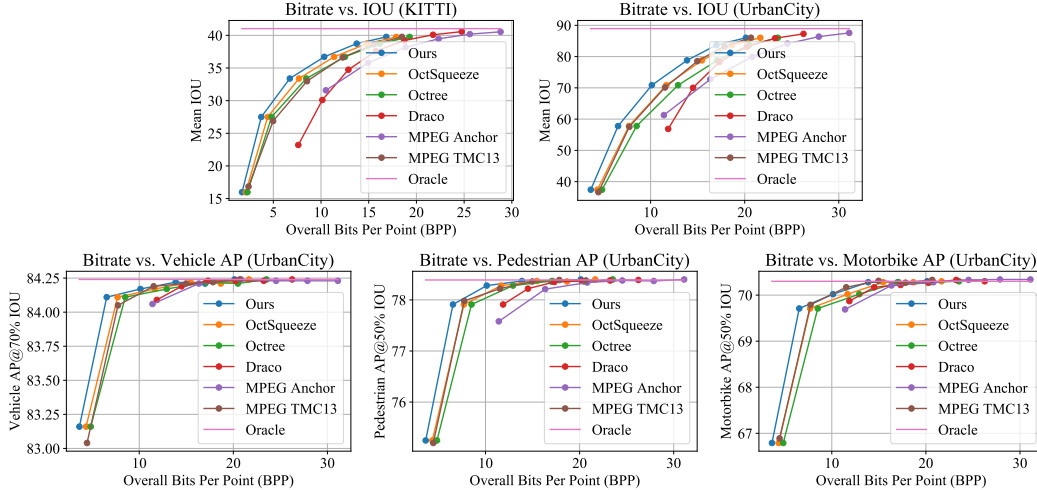 Bitrate vs. IOU (KITTI)
Mean IOU
40
35
30
25
20
15
5
10
15
20
25
30
Overall Bits Per Point (BPP)
Ours
OctSqueeze
Octree
Draco
MPEG Anchor
MPEG TMC13
Oracle
Bitrate vs. IOU (UrbanCity)
Mean IOU
90
80
70
60
50
40
10
20
30
Overall Bits Per Point (BPP)
Ours
OctSqueeze
Octree
Draco
MPEG Anchor
MPEG TMC13
Oracle
Bitrate vs. Vehicle AP (UrbanCity)
Vehicle AP@70% IOU
84.25
84.00
83.75
83.50
83.25
83.00
10
20
30
Overall Bits Per Point (BPP)
Ours
OctSqueeze
Octree
Draco
MPEG Anchor
MPEG TMC13
Oracle
Bitrate vs. Pedestrian AP (UrbanCity)
Pedestrian AP@50% IOU
78
77
76
10
20
30
Overall Bits Per Point (BPP)
Ours
OctSqueeze
Octree
Draco
MPEG Anchor
MPEG TMC13
Oracle
Bitrate vs. Motorbike AP (UrbanCity)
Motorbike AP@50% IOU
70
69
68
67
10
20
30
Overall Bits Per Point (BPP)
Ours
OctSqueeze
Octree
Draco
MPEG Anchor
MPEG TMC13
Oracle